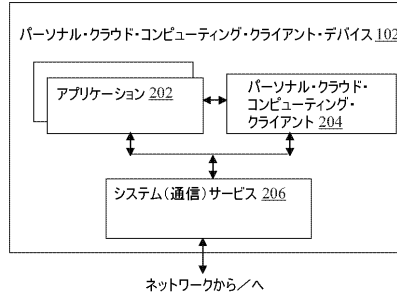 パーソナル・クラウド・コンピューティング・クライアント・デバイス102
アプリケーション 202
パーソナル・クラウド・
コンピューティング・
クライアント 204
システム(通信)サービス 206
ネットワークから/へ